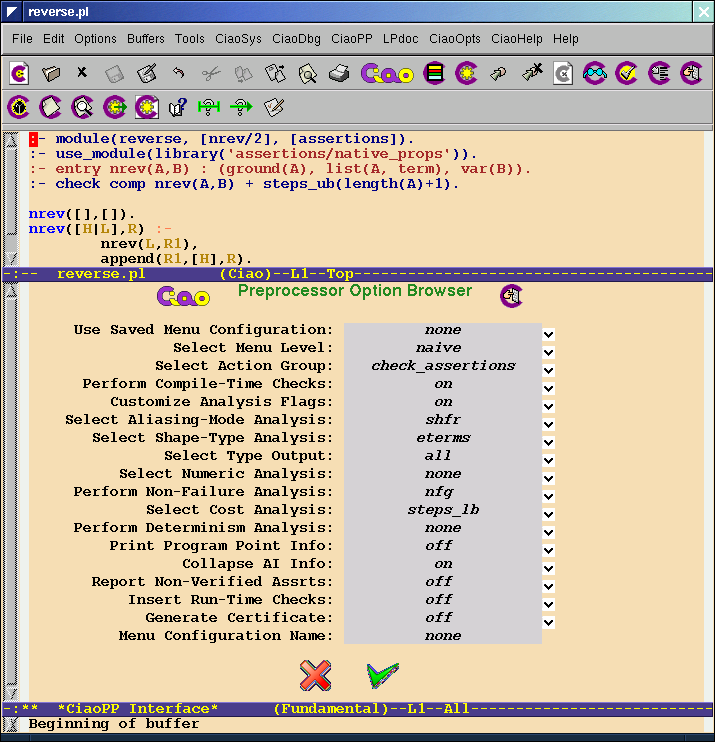 reverse.pl
File Edit Options Buffers Tools CiaoSys CiaoDbg CiaoPP LPdoc CiaoOpts CiaoHelp Help
Ciao
:- module(reverse, [nrev/2], [assertions]).
:- use_module(library('assertions/native_props')).
:- entry nrev(A,B) : (ground(A), list(A, term), var(B)).
:- check comp nrev(A,B) + steps_ub(length(A)+1).
nrev([],[]).
nrev([H|L],R) :-
nrev(L,R1),
append(R1,[H],R).
-:-- reverse.pl (Ciao)--L1--Top----------------------------------------
Ciao Preprocessor Option Browser
Use Saved Menu Configuration: none
Select Menu Level: naive
Select Action Group: check_assertions
Perform Compile-Time Checks: on
Customize Analysis Flags: on
Select Aliasing-Mode Analysis: shfr
Select Shape-Type Analysis: eterms
Select Type Output: all
Select Numeric Analysis: none
Perform Non-Failure Analysis: nfg
Select Cost Analysis: steps_lb
Perform Determinism Analysis: none
Print Program Point Info: off
Collapse AI Info: on
Report Non-Verified Assrts: off
Insert Run-Time Checks: off
Generate Certificate: off
Menu Configuration Name: none
-:** *CiaoPP Interface* (Fundamental)--L1--All---------------------------
Beginning of buffer